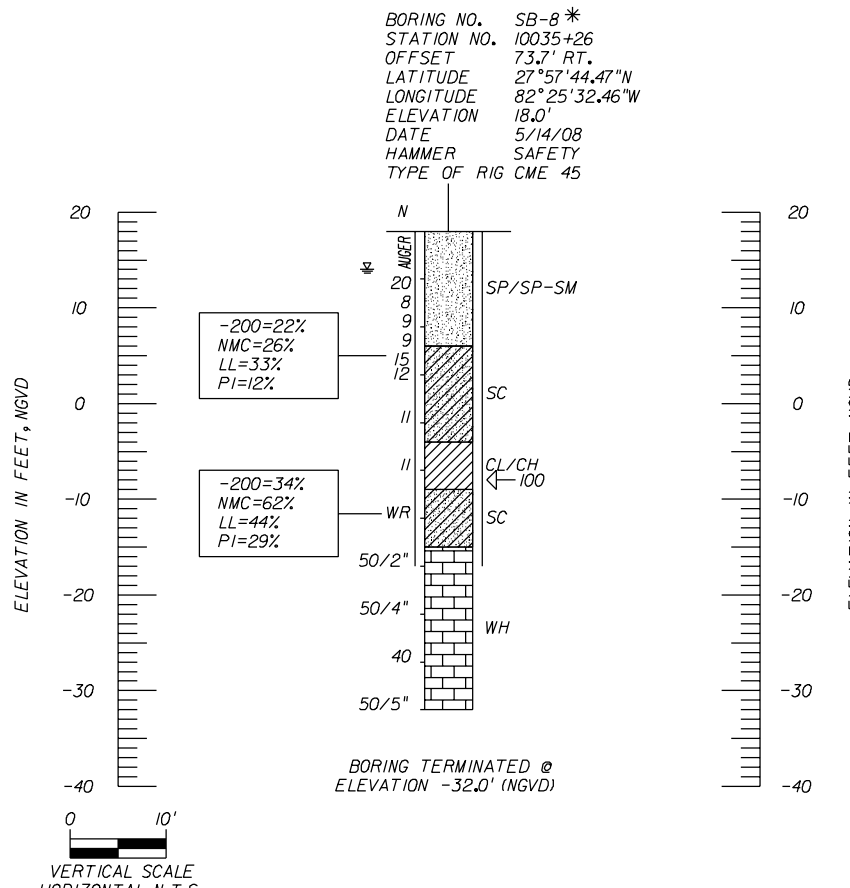 BORING NO. SB-8 *
STATION NO. 10035+26
OFFSET 73.7' RT.
LATITUDE 27°57'44.47"N
LONGITUDE 82°25'32.46"W
ELEVATION 18.0'
DATE 5/14/08
HAMMER SAFETY
TYPE OF RIG CME 45
20
N
20
AUGER
20
SP/SP-SM
8
10
10
9
-200=22%
NMC=26%
LL=33%
PI=12%
9
15
12
SC
0
0
11
ELEVATION IN FEET, NGVD
11
CL/CH
100
-200=34%
NMC=62%
LL=44%
PI=29%
-10
-10
WR
SC
50/2"
-20
-20
50/4"
WH
40
-30
-30
50/5"
BORING TERMINATED @
ELEVATION -32.0' (NGVD)
-40
-40
0 10'
VERTICAL SCALE
HORIZONTAL N.T.S.